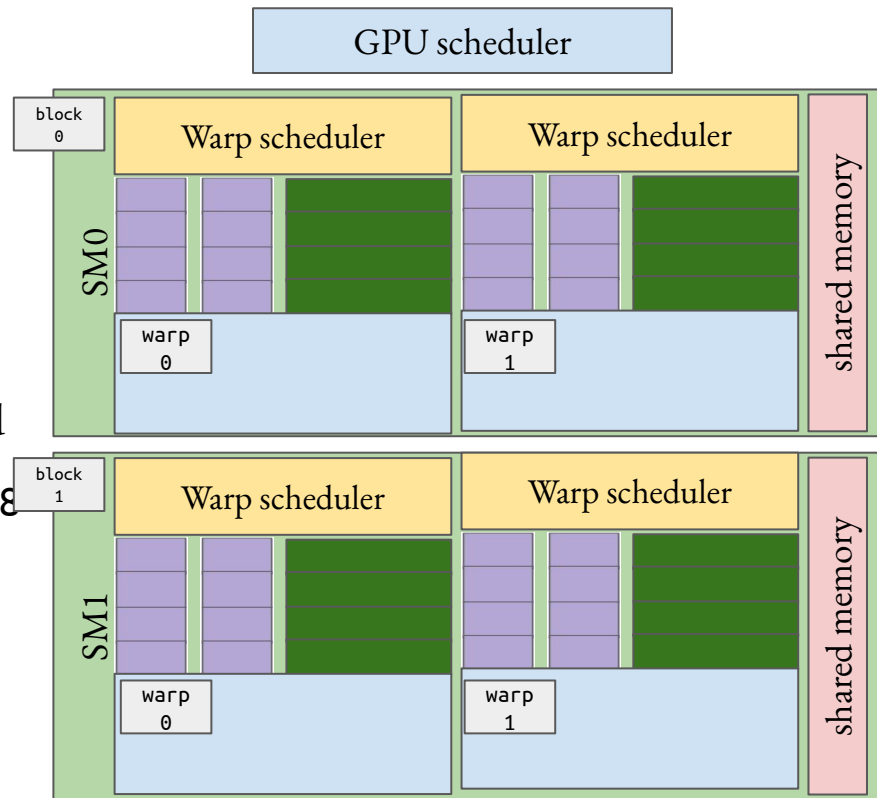 GPU scheduler
block
0
Warp scheduler
Warp scheduler
SM0
shared memory
warp
0
warp
1
block
1
8
Warp scheduler
Warp scheduler
SM1
shared memory
warp
0
warp
1